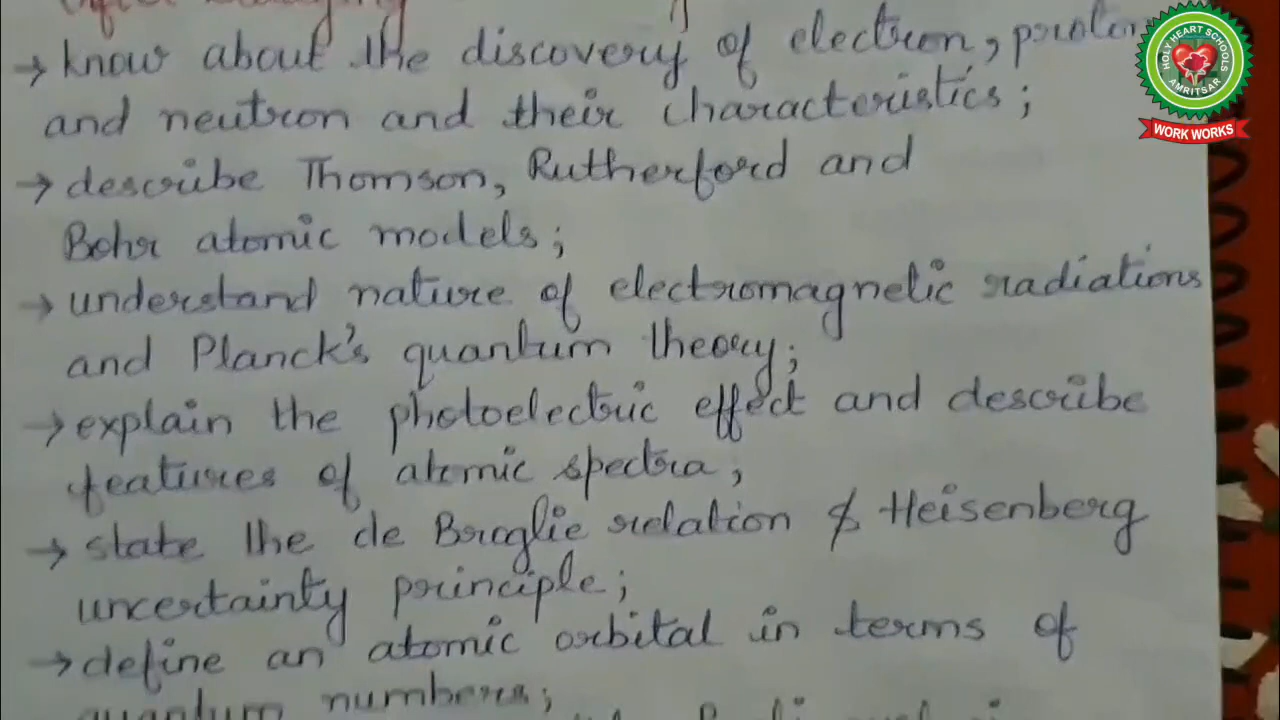 After
→ know about the discovery of electron, proton
and neutron and their characteristics;
→ describe Thomson, Rutherford and
Bohr atomic models;
→ understand nature of electromagnetic radiations
and Planck's quantum theory;
→ explain the photoelectric effect and describe
features of atomic spectra;
→ state the de Broglie relation & Heisenberg
uncertainty principle;
→ define an atomic orbital in terms of
quantum numbers;
HOLY HEART SCHOOLS
AMRITSAR
WORK WORKS